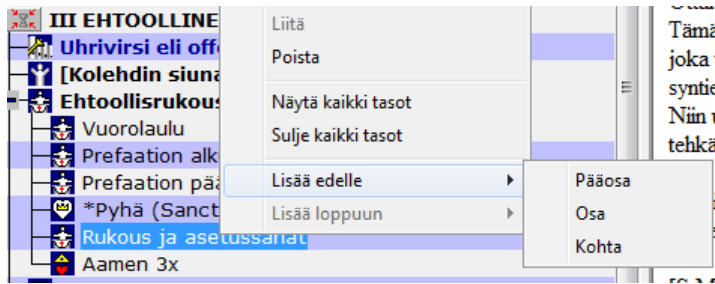 III EHTOOLLINE
Uhrivirsi eli off
[Kolehdin siuna
Ehtoollisrukous
Vuorolaulu
Prefaation alk
Prefaation pää
*Pyhä (Sanct
Rukous ja asetussanat
Aamen 3x
Liitä
Poista
Näytä kaikki tasot
Sulje kaikki tasot
Lisää edelle
Lisää loppuun
Pääosa
Osa
Kohta
Tämä
joka
syntie
Niin
tehkä